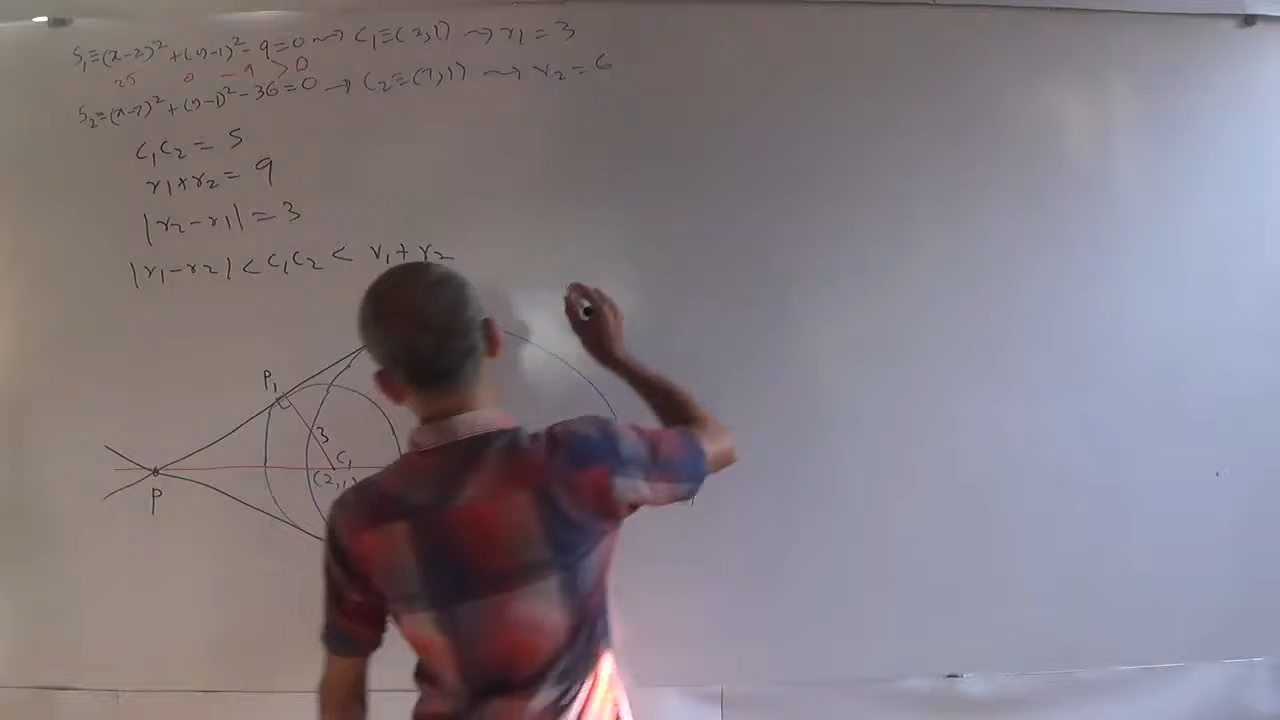 S₁≡(x-2)²+(y-1)²-9=0 → C₁≡(2,1) → r₁=3
25 0 -9 >0
S₂≡(x-7)²+(y-1)²-36=0 → C₂≡(7,1) → r₂=6
C₁C₂ = 5
r₁+r₂ = 9
|r₂-r₁| = 3
|r₁-r₂| < C₁C₂ < r₁+r₂
P₁
3
C₁
(2,1)
P